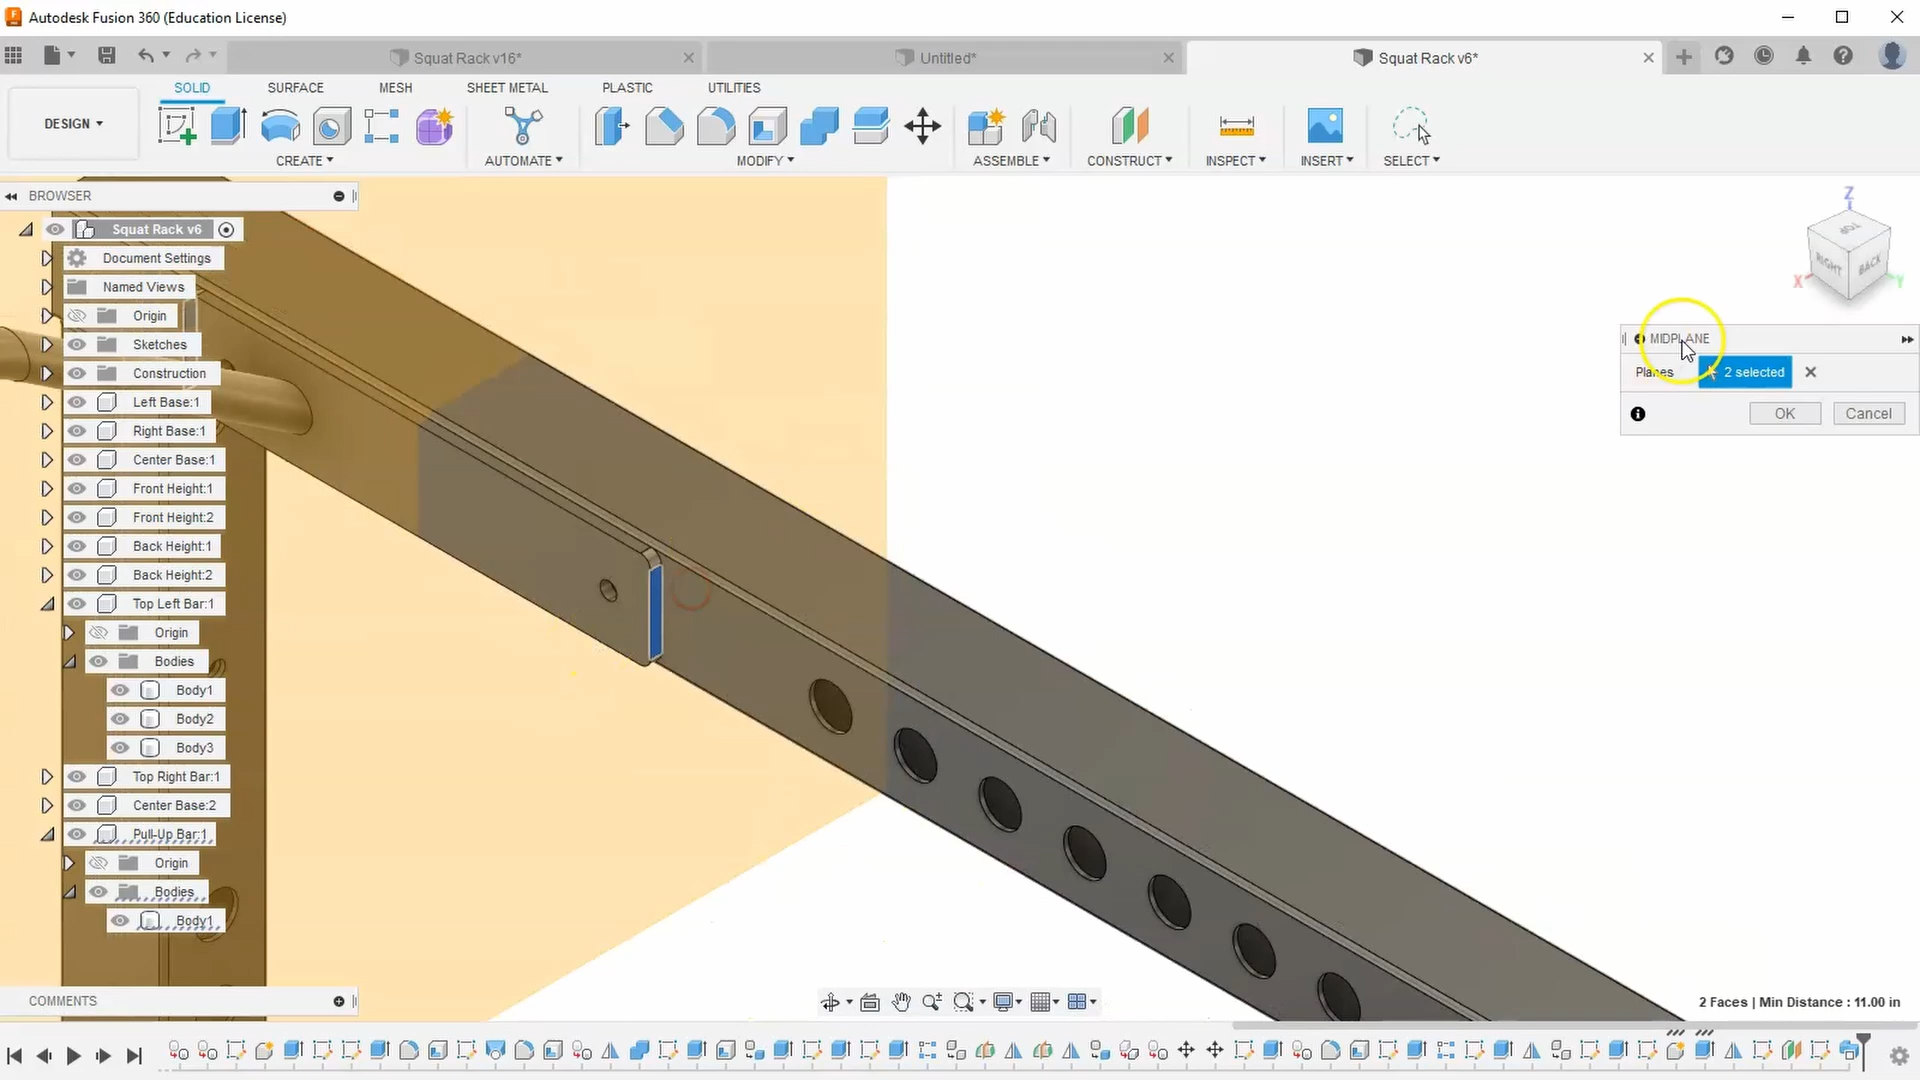 Autodesk Fusion 360 (Education License)
Squat Rack v16*
Untitled*
Squat Rack v6*
SOLID
SURFACE
MESH
SHEET METAL
PLASTIC
UTILITIES
DESIGN
CREATE
AUTOMATE
MODIFY
ASSEMBLE
CONSTRUCT
INSPECT
INSERT
SELECT
BROWSER
Squat Rack v6
Document Settings
Named Views
Origin
Sketches
Construction
Left Base:1
Right Base:1
Center Base:1
Front Height:1
Front Height:2
Back Height:1
Back Height:2
Top Left Bar:1
Origin
Bodies
Body1
Body2
Body3
Top Right Bar:1
Center Base:2
Pull-Up Bar:1
Origin
Bodies
Body1
COMMENTS
Z
TOP
RIGHT
BACK
X
Y
MIDPLANE
Planes
2 selected
OK
Cancel
2 Faces | Min Distance : 11.00 in